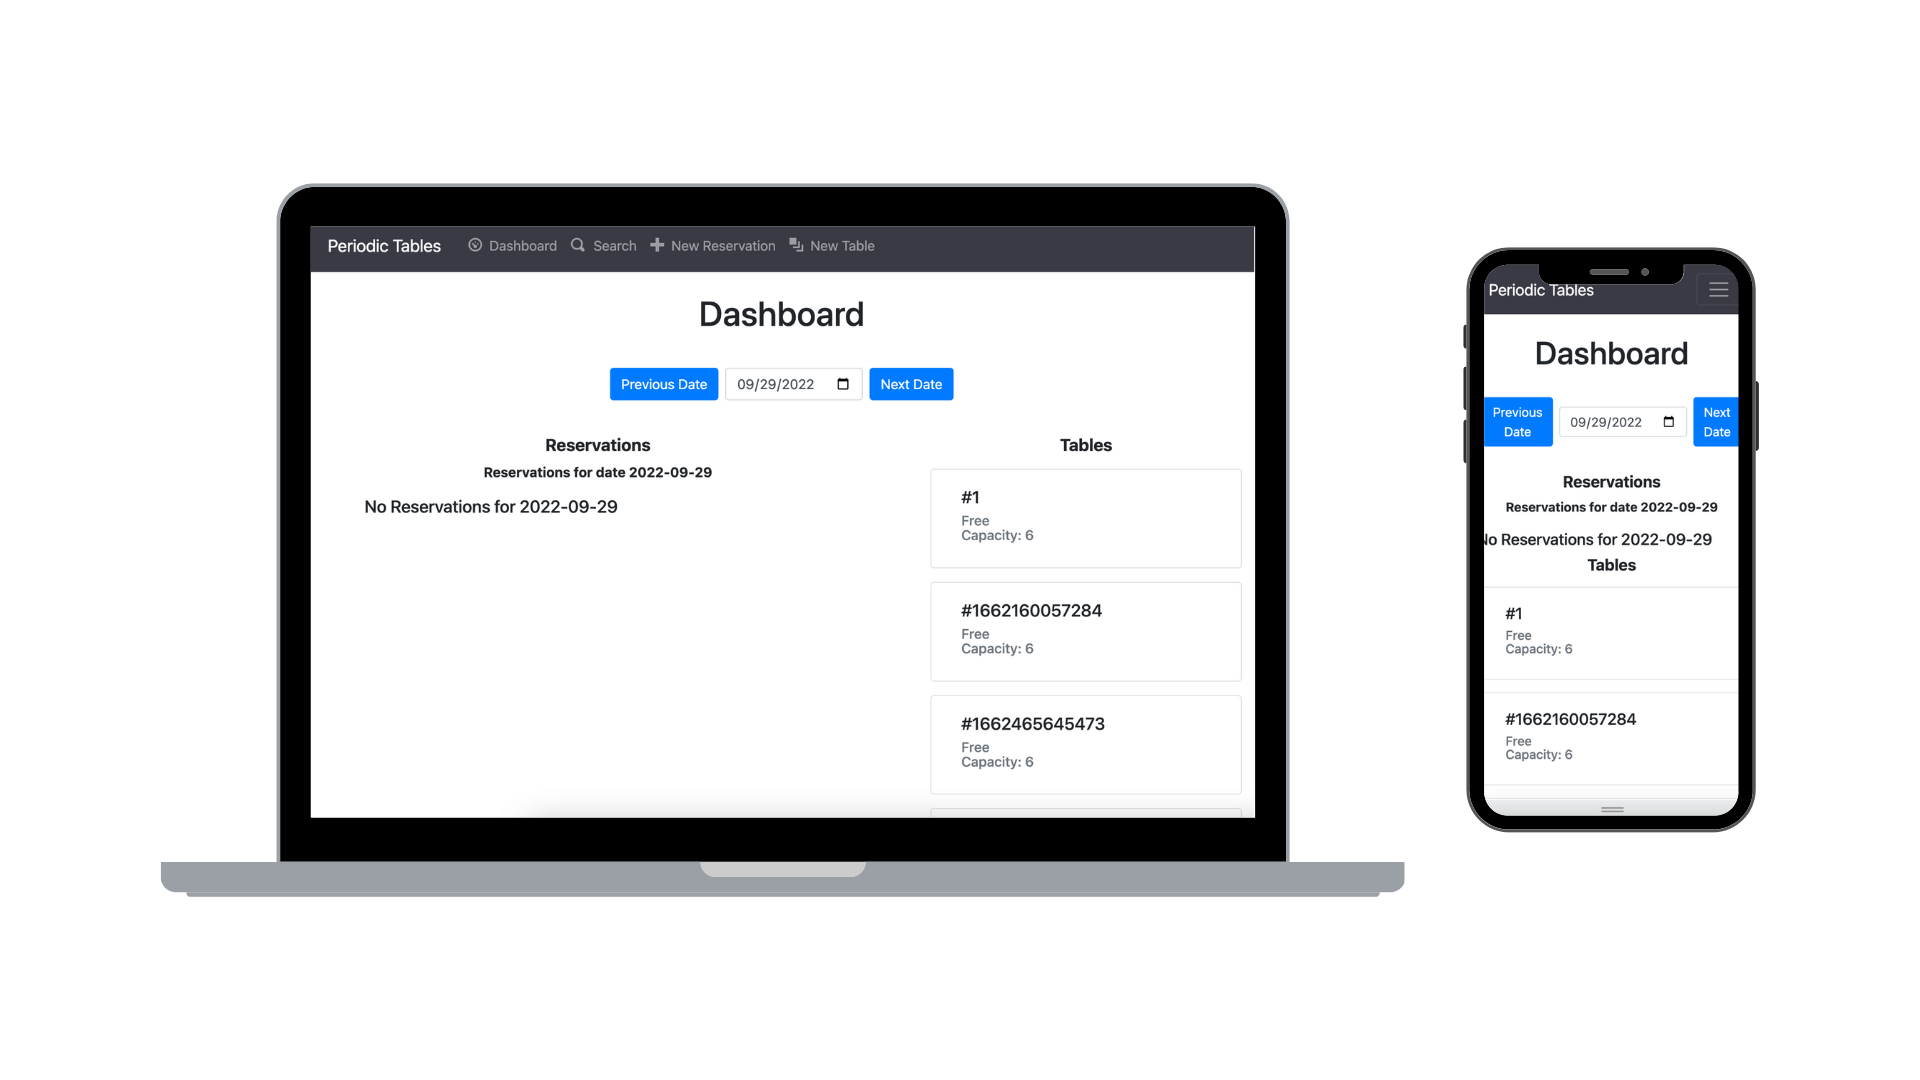 Periodic Tables Dashboard Search New Reservation New Table
Dashboard
Previous Date 09/29/2022 Next Date
Reservations
Reservations for date 2022-09-29
No Reservations for 2022-09-29
Tables
#1
Free
Capacity: 6
#1662160057284
Free
Capacity: 6
#1662465645473
Free
Capacity: 6
Periodic Tables
Dashboard
Previous
Date
09/29/2022
Next
Date
Reservations
Reservations for date 2022-09-29
No Reservations for 2022-09-29
Tables
#1
Free
Capacity: 6
#1662160057284
Free
Capacity: 6